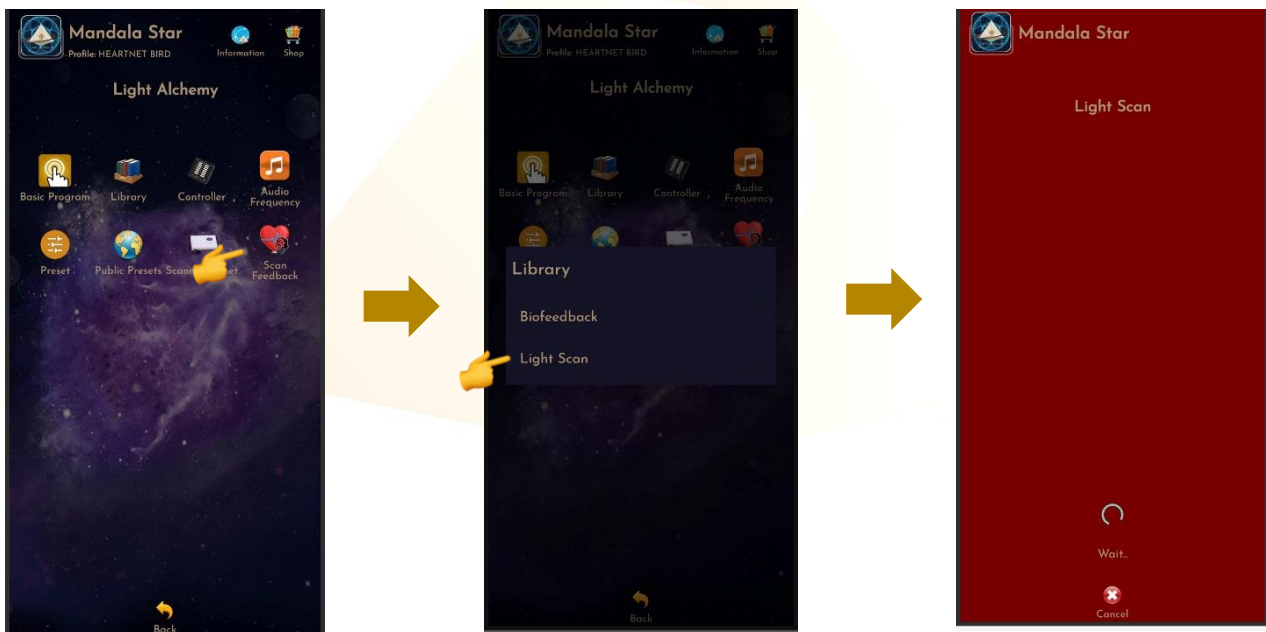 Mandala Star
Profile: HEARTNET BIRD
Information
Shop
Light Alchemy
Basic Program
Library
Controller
Audio
Frequency
Preset
Public Presets
Scan
Feedback
Back
Mandala Star
Profile: HEARTNET BIRD
Information
Shop
Light Alchemy
Basic Program
Library
Controller
Audio
Frequency
Library
Biofeedback
Light Scan
Back
Mandala Star
Light Scan
Wait..
Cancel